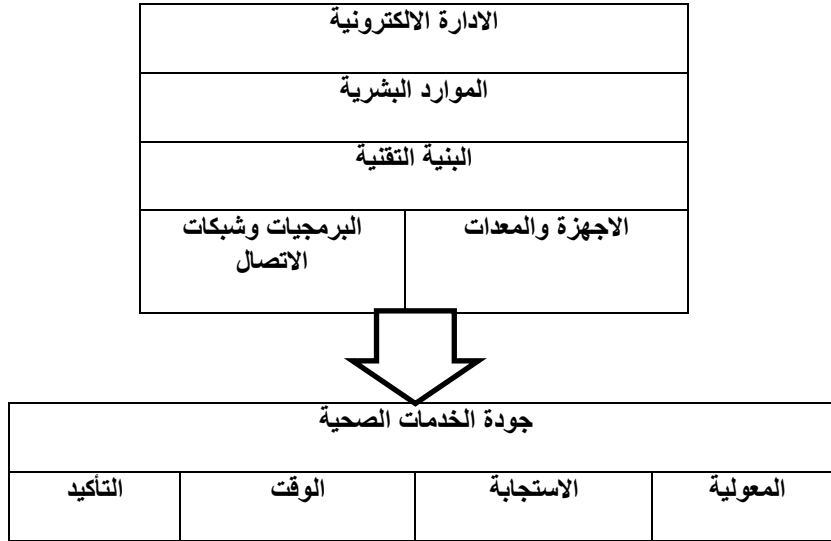 الادارة الالكترونية
الموارد البشرية
البنية التقنية
الاجهزة والمعدات
البرمجيات وشبكات
الاتصال
جودة الخدمات الصحية
المعولية
الاستجابة
الوقت
التأكيد